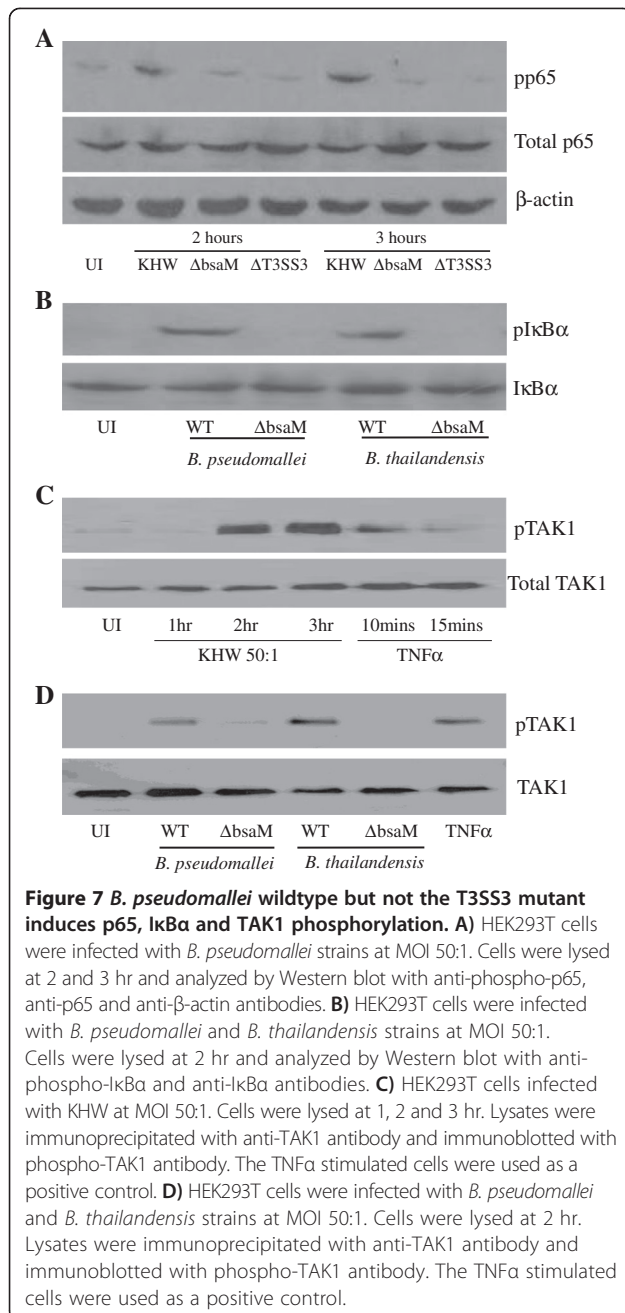 A
pp65
Total p65
β-actin
2 hours 3 hours
UI KHW ΔbsaM ΔT3SS3 KHW ΔbsaM ΔT3SS3
B
pIκBα
IκBα
UI WT ΔbsaM WT ΔbsaM
B. pseudomallei B. thailandensis
C
pTAK1
Total TAK1
UI 1hr 2hr 3hr 10mins 15mins
KHW 50:1 TNFα
D
pTAK1
TAK1
UI WT ΔbsaM WT ΔbsaM TNFα
B. pseudomallei B. thailandensis
Figure 7 B. pseudomallei wildtype but not the T3SS3 mutant
induces p65, IκBα and TAK1 phosphorylation. A) HEK293T cells
were infected with B. pseudomallei strains at MOI 50:1. Cells were lysed
at 2 and 3 hr and analyzed by Western blot with anti-phospho-p65,
anti-p65 and anti-β-actin antibodies. B) HEK293T cells were infected
with B. pseudomallei and B. thailandensis strains at MOI 50:1.
Cells were lysed at 2 hr and analyzed by Western blot with anti-
phospho-IκBα and anti-IκBα antibodies. C) HEK293T cells infected
with KHW at MOI 50:1. Cells were lysed at 1, 2 and 3 hr. Lysates were
immunoprecipitated with anti-TAK1 antibody and immunoblotted with
phospho-TAK1 antibody. The TNFα stimulated cells were used as a
positive control. D) HEK293T cells were infected with B. pseudomallei
and B. thailandensis strains at MOI 50:1. Cells were lysed at 2 hr.
Lysates were immunoprecipitated with anti-TAK1 antibody and
immunoblotted with phospho-TAK1 antibody. The TNFα stimulated
cells were used as a positive control.